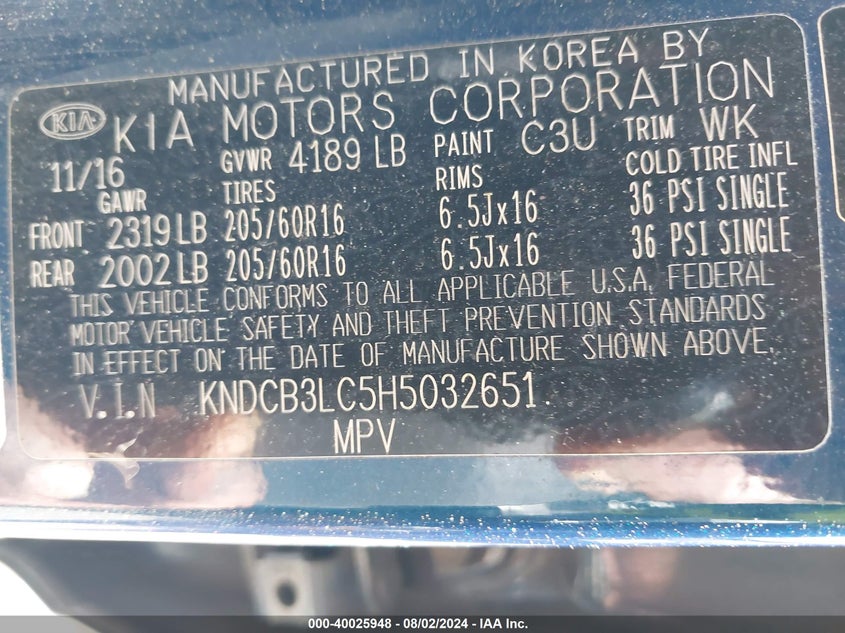 MANUFACTURED IN KOREA BY
KIA KIA MOTORS CORPORATION
11/16 GVWR 4189 LB PAINT C3U TRIM WK
GAWR TIRES RIMS COLD TIRE INFL
FRONT 2319 LB 205/60R16 6.5Jx16 36 PSI SINGLE
REAR 2002 LB 205/60R16 6.5Jx16 36 PSI SINGLE
THIS VEHICLE CONFORMS TO ALL APPLICABLE U.S.A. FEDERAL
MOTOR VEHICLE SAFETY AND THEFT PREVENTION STANDARDS
IN EFFECT ON THE DATE OF MANUFACTURE SHOWN ABOVE.
V.I.N KNDCB3LC5H5032651.
MPV
000 - 40025948 - 08/02/2024 - IAA Inc.